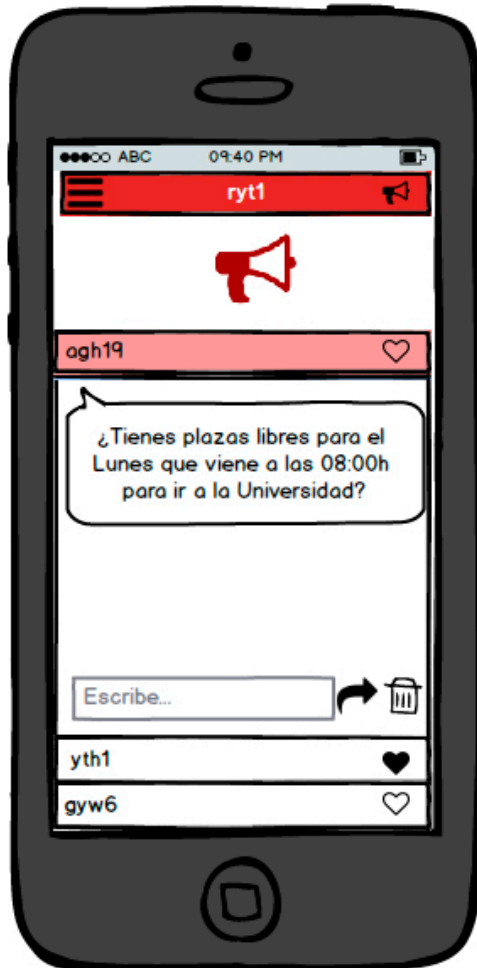 ABC 09:40 PM
ryt1
agh19
¿Tienes plazas libres para el
Lunes que viene a las 08:00h
para ir a la Universidad?
Escribe...
yth1
gyw6